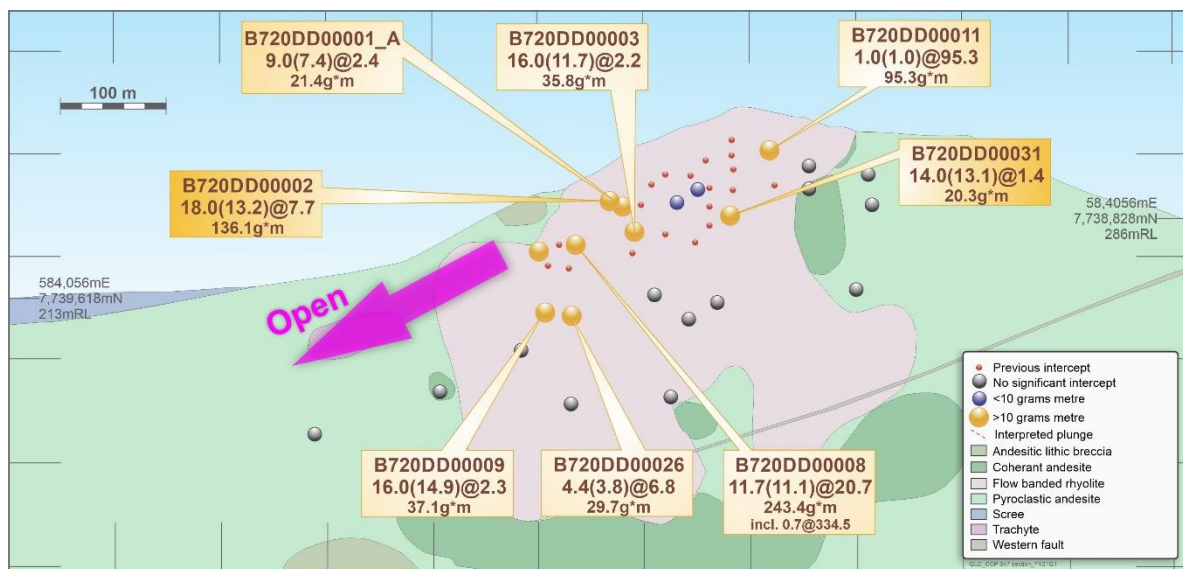 B720DD00001_A
9.0(7.4)@2.4
21.4g*m
B720DD00003
16.0(11.7)@2.2
35.8g*m
B720DD00011
1.0(1.0)@95.3
95.3g*m
100 m
B720DD00002
18.0(13.2)@7.7
136.1g*m
B720DD00031
14.0(13.1)@1.4
20.3g*m
58,4056mE
7,738,828mN
286mRL
584,056mE
7,739,618mN
213mRL
Open
B720DD00009
16.0(14.9)@2.3
37.1g*m
B720DD00026
4.4(3.8)@6.8
29.7g*m
B720DD00008
11.7(11.1)@20.7
243.4g*m
incl. 0.7@334.5
Previous intercept
No significant intercept
<10 grams metre
>10 grams metre
Interpreted plunge
Andesitic lithic breccia
Coherant andesite
Flow banded rhyolite
Pyroclastic andesite
Scree
Trachyte
Western fault